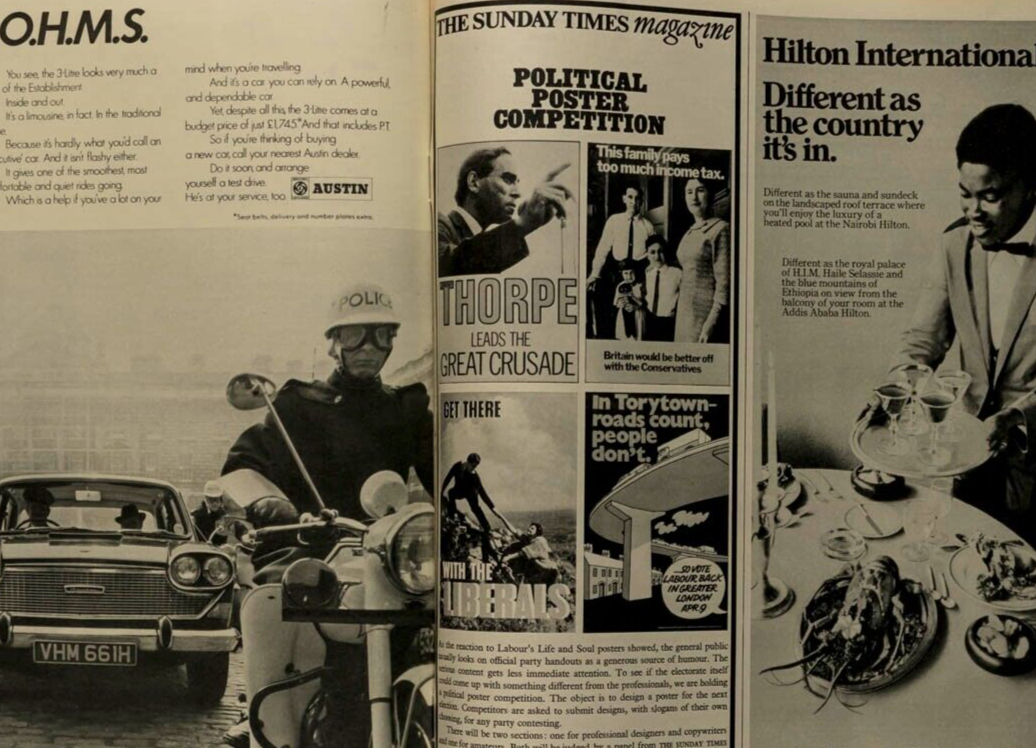 O.H.M.S.
You see, the 3-Litre looks very much a
of the Establishment
Inside and out.
It's a limousine, in fact. In the traditional
Because it's hardly what you'd call an
car. And it isn't flashy either.
It gives one of the smoothest, most
and quiet rides going.
Which is a help if you've a lot on your
mind when you're travelling.
And it's a car you can rely on. A powerful,
and dependable car.
Yet, despite all this, the 3-Litre comes at a
budget price of just £1,745.* And that includes P.T.
So if you're thinking of buying
a new car, call your nearest Austin dealer.
Do it soon, and arrange
yourself a test drive.
He's at your service, too.
AUSTIN
*Seat belts, delivery and number plates extra.
POLICE
VHM 661H
THE SUNDAY TIMES magazine
POLITICAL
POSTER
COMPETITION
THORPE
LEADS THE
GREAT CRUSADE
This family pays
too much income tax.
Britain would be better off
with the Conservatives
GET THERE
WITH THE
LIBERALS
In Torytown-
roads count,
people
don't.
...SO VOTE
LABOUR BACK
IN GREATER
LONDON
APR 9
As the reaction to Labour's Life and Soul posters showed, the general public
usually looks on official party handouts as a generous source of humour. The
serious content gets less immediate attention. To see if the electorate itself
could come up with something different from the professionals, we are holding
a political poster competition. The object is to design a poster for the next
election. Competitors are asked to submit designs, with slogans of their own
choosing, for any party contesting.
There will be two sections: one for professional designers and copywriters
and one for amateurs. Both will be judged by a panel from THE SUNDAY TIMES
Hilton Internationa
Different as
the country
it's in.
Different as the sauna and sundeck
on the landscaped roof terrace where
you'll enjoy the luxury of a
heated pool at the Nairobi Hilton.
Different as the royal palace
of H.I.M. Haile Selassie and
the blue mountains of
Ethiopia on view from the
balcony of your room at the
Addis Ababa Hilton.